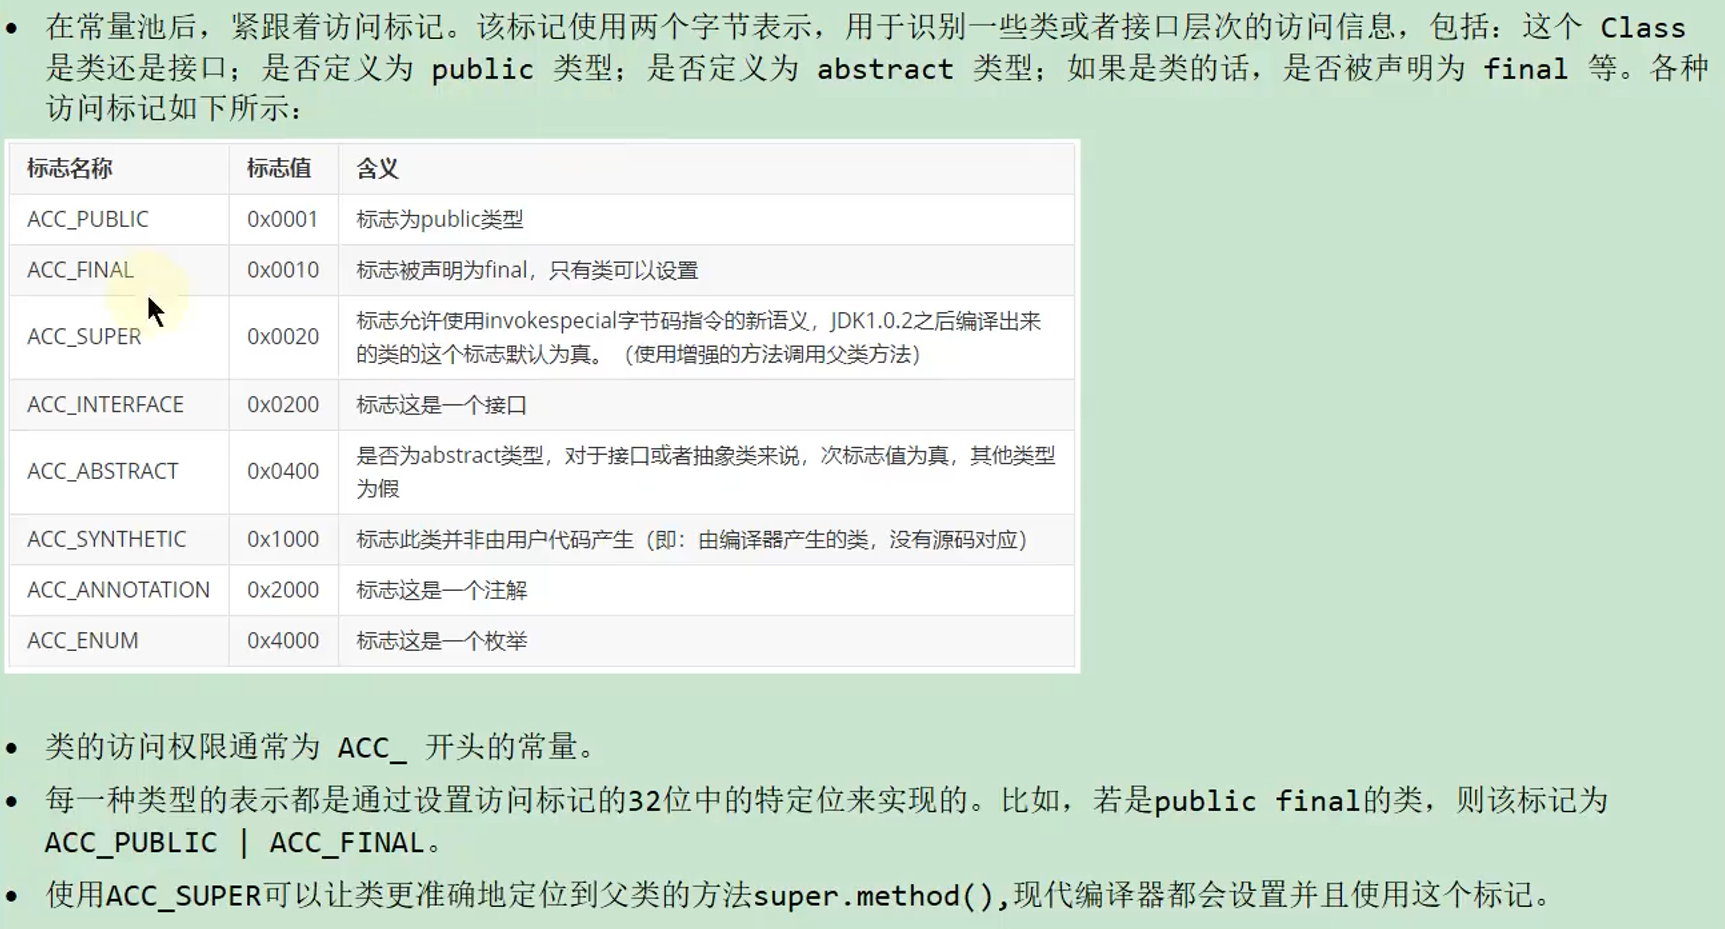 • 在常量池后，紧跟着访问标记。该标记使用两个字节表示，用于识别一些类或者接口层次的访问信息，包括：这个 Class
是类还是接口；是否定义为 public 类型；是否定义为 abstract 类型；如果是类的话，是否被声明为 final 等。各种
访问标记如下所示：
标志名称 标志值 含义
ACC_PUBLIC 0x0001 标志为public类型
ACC_FINAL 0x0010 标志被声明为final，只有类可以设置
ACC_SUPER 0x0020 标志允许使用invokespecial字节码指令的新语义，JDK1.0.2之后编译出来
的类的这个标志默认为真。（使用增强的方法调用父类方法）
ACC_INTERFACE 0x0200 标志这是一个接口
ACC_ABSTRACT 0x0400 是否为abstract类型，对于接口或者抽象类来说，次标志值为真，其他类型
为假
ACC_SYNTHETIC 0x1000 标志此类并非由用户代码产生（即：由编译器产生的类，没有源码对应）
ACC_ANNOTATION 0x2000 标志这是一个注解
ACC_ENUM 0x4000 标志这是一个枚举
• 类的访问权限通常为 ACC_ 开头的常量。
• 每一种类型的表示都是通过设置访问标记的32位中的特定位来实现的。比如，若是public final的类，则该标记为
ACC_PUBLIC | ACC_FINAL。
• 使用ACC_SUPER可以让类更准确地定位到父类的方法super.method(),现代编译器都会设置并且使用这个标记。